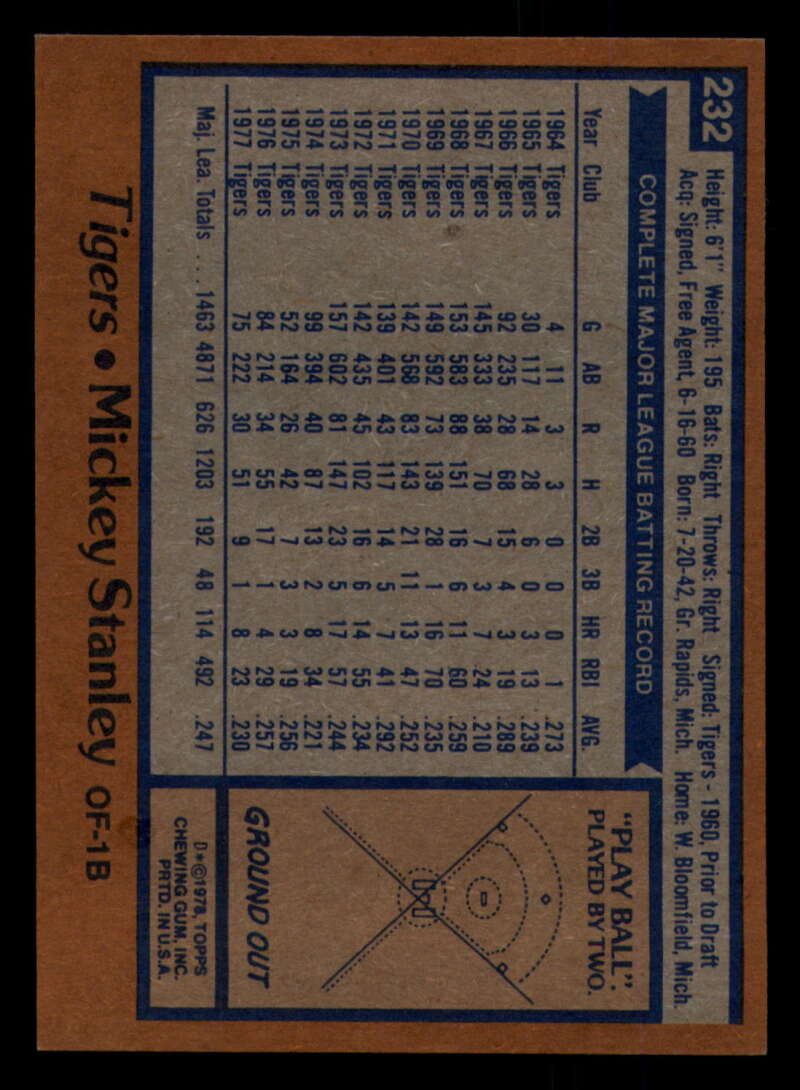 232
Height: 6'1" Weight: 195 Bats: Right Throws: Right Signed: Tigers - 1960, Prior to Draft
Acq: Signed, Free Agent, 6-16-60 Born: 7-20-42, Gr. Rapids, Mich. Home: W. Bloomfield, Mich.
COMPLETE MAJOR LEAGUE BATTING RECORD
Year Club G AB R H 2B 3B HR RBI AVG.
1964 Tigers 4 11 3 3 0 0 0 1 .273
1965 Tigers 30 117 14 28 6 0 3 13 .239
1966 Tigers 92 235 28 68 15 4 3 19 .289
1967 Tigers 145 333 38 70 7 3 7 24 .210
1968 Tigers 153 583 88 151 16 6 11 60 .259
1969 Tigers 149 592 73 139 28 1 16 70 .235
1970 Tigers 142 568 83 143 21 11 13 47 .252
1971 Tigers 139 401 43 117 14 5 7 41 .292
1972 Tigers 142 435 45 102 16 6 14 55 .234
1973 Tigers 157 602 81 147 23 5 17 57 .244
1974 Tigers 99 394 40 87 13 2 8 34 .221
1975 Tigers 52 164 26 42 7 3 3 19 .256
1976 Tigers 84 214 34 55 17 1 4 29 .257
1977 Tigers 75 222 30 51 9 1 8 23 .230
Maj. Lea. Totals ... 1463 4871 626 1203 192 48 114 492 .247
"PLAY BALL".
PLAYED BY TWO.
GROUND OUT
D*©1978, TOPPS
CHEWING GUM, INC.
PRTD. IN U.S.A.
Tigers • Mickey Stanley OF-1B